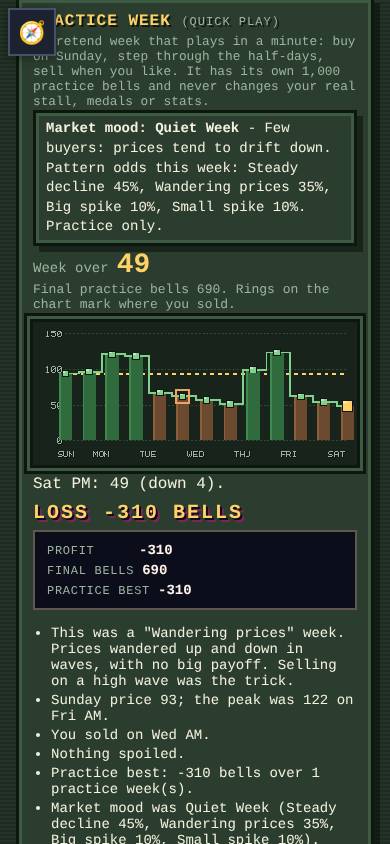 ACTICE WEEK (QUICK PLAY)
pretend week that plays in a minute: buy
on Sunday, step through the half-days,
sell when you like. It has its own 1,000
practice bells and never changes your real
stall, medals or stats.
Market mood: Quiet Week - Few
buyers: prices tend to drift down.
Pattern odds this week: Steady
decline 45%, Wandering prices 35%,
Big spike 10%, Small spike 10%.
Practice only.
Week over 49
Final practice bells 690. Rings on the
chart mark where you sold.
150
100
50
0
SUN MON TUE WED THJ FRI SAT
Sat PM: 49 (down 4).
LOSS -310 BELLS
PROFIT -310
FINAL BELLS 690
PRACTICE BEST -310
• This was a "Wandering prices" week.
Prices wandered up and down in
waves, with no big payoff. Selling
on a high wave was the trick.
• Sunday price 93; the peak was 122 on
Fri AM.
• You sold on Wed AM.
• Nothing spoiled.
• Practice best: -310 bells over 1
practice week(s).
• Market mood was Quiet Week (Steady
decline 45%, Wandering prices 35%,
Big spike 10%, Small spike 10%).